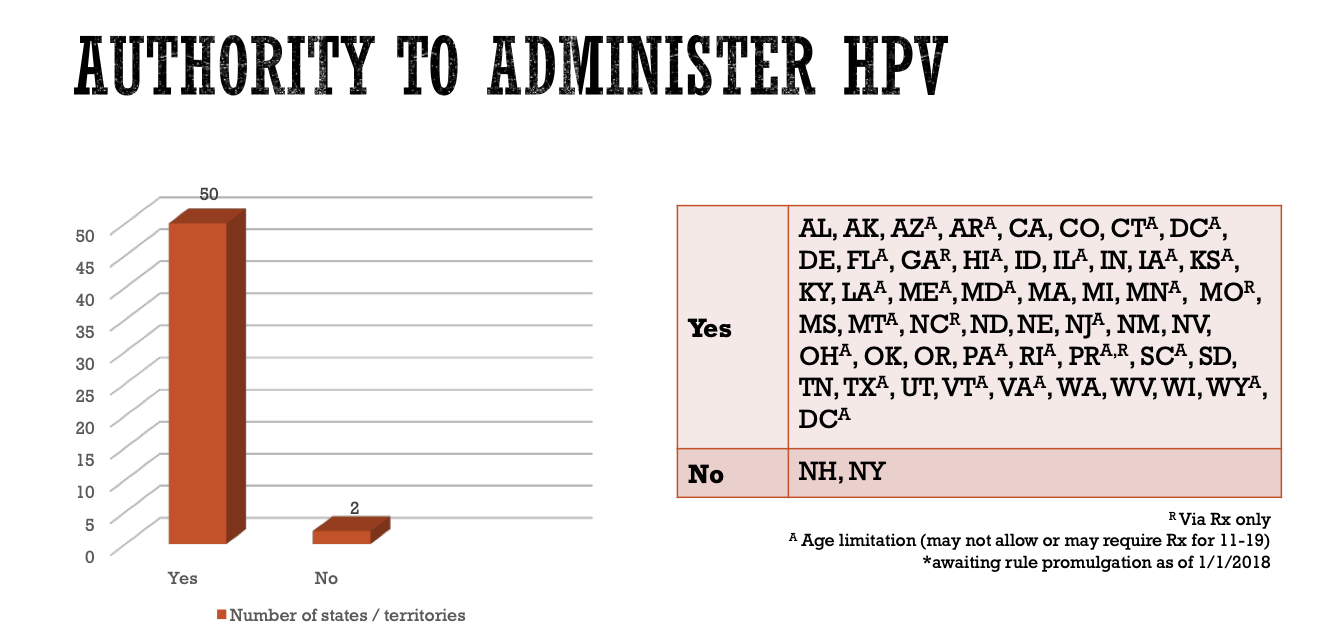 AUTHORITY TO ADMINISTER HPV
50
50
45
40
35
30
25
20
15
10
5
0
2
Yes
No
Number of states / territories
Yes
AL, AK, AZᴬ, ARᴬ, CA, CO, CTᴬ, DCᴬ,
DE, FLᴬ, GAᴿ, HIᴬ, ID, ILᴬ, IN, IAᴬ, KSᴬ,
KY, LAᴬ, MEᴬ, MDᴬ, MA, MI, MNᴬ, MOᴿ,
MS, MTᴬ, NCᴿ, ND, NE, NJᴬ, NM, NV,
OHᴬ, OK, OR, PAᴬ, RIᴬ, PRᴬ,ᴿ, SCᴬ, SD,
TN, TXᴬ, UT, VTᴬ, VAᴬ, WA, WV, WI, WYᴬ,
DCᴬ
No
NH, NY
ᴿ Via Rx only
ᴬ Age limitation (may not allow or may require Rx for 11-19)
*awaiting rule promulgation as of 1/1/2018